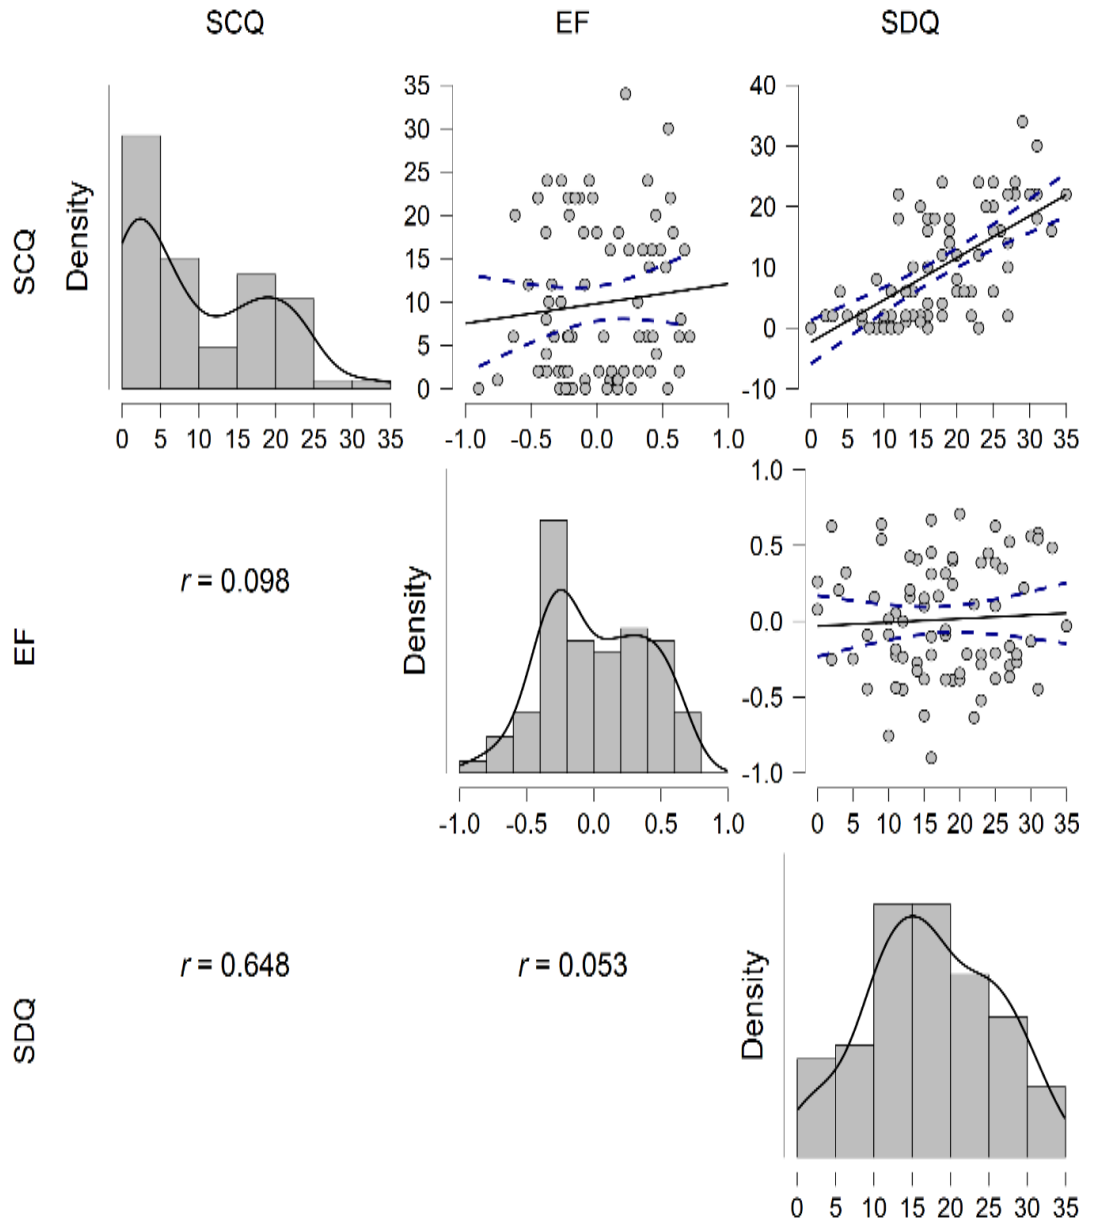 SCQ EF SDQ
SCQ
Density
0 5 10 15 20 25 30 35
35
30
25
20
15
10
5
0
-1.0 -0.5 0.0 0.5 1.0
40
30
20
10
0
-10
0 5 10 15 20 25 30 35
EF
r = 0.098
Density
-1.0 -0.5 0.0 0.5 1.0
1.0
0.5
0.0
-0.5
-1.0
0 5 10 15 20 25 30 35
SDQ
r = 0.648
r = 0.053
Density
0 5 10 15 20 25 30 35